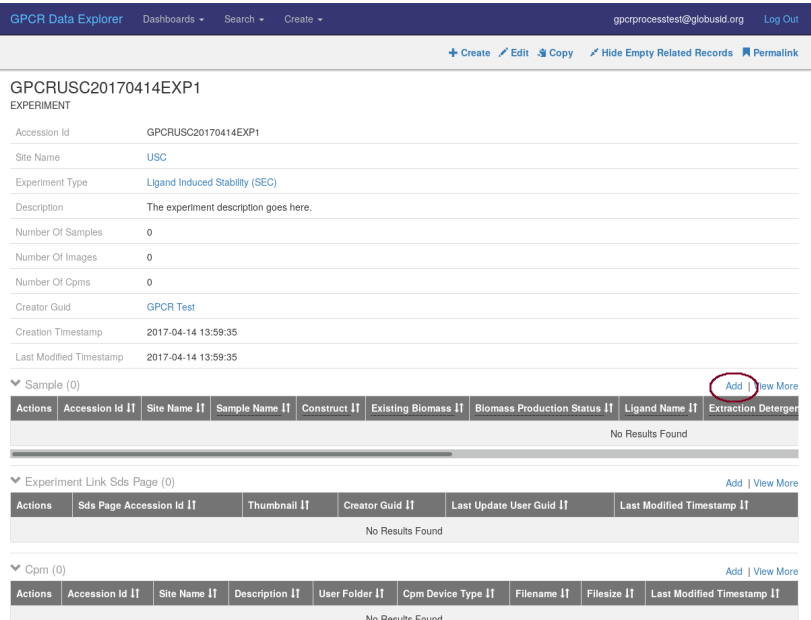 GPCR Data Explorer Dashboards Search Create gpcrprocesstest@globusid.org Log Out
Create Edit Copy Hide Empty Related Records Permalink
GPCRUSC20170414EXP1
EXPERIMENT
Accession Id GPCRUSC20170414EXP1
Site Name USC
Experiment Type Ligand Induced Stability (SEC)
Description The experiment description goes here.
Number Of Samples 0
Number Of Images 0
Number Of Cpms 0
Creator Guid GPCR Test
Creation Timestamp 2017-04-14 13:59:35
Last Modified Timestamp 2017-04-14 13:59:35
Sample (0) Add | View More
Actions Accession Id Site Name Sample Name Construct Existing Biomass Biomass Production Status Ligand Name Extraction Deterger
No Results Found
Experiment Link Sds Page (0) Add | View More
Actions Sds Page Accession Id Thumbnail Creator Guid Last Update User Guid Last Modified Timestamp
No Results Found
Cpm (0) Add | View More
Actions Accession Id Site Name Description User Folder Cpm Device Type Filename Filesize Last Modified Timestamp
No Results Found